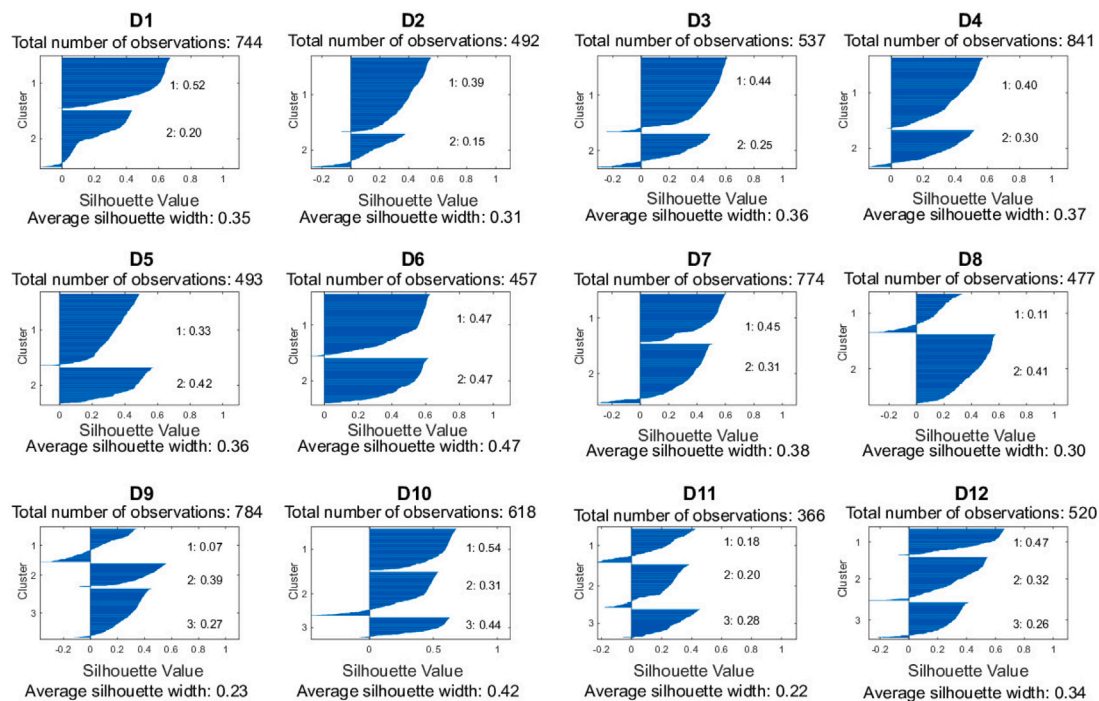 D1
Total number of observations: 744
Cluster
1
2
1: 0.52
2: 0.20
0 0.2 0.4 0.6 0.8 1
Silhouette Value
Average silhouette width: 0.35
D2
Total number of observations: 492
1
2
1: 0.39
2: 0.15
-0.2 0 0.2 0.4 0.6 0.8 1
Silhouette Value
Average silhouette width: 0.31
D3
Total number of observations: 537
Cluster
1
2
1: 0.44
2: 0.25
-0.2 0 0.2 0.4 0.6 0.8 1
Silhouette Value
Average silhouette width: 0.36
D4
Total number of observations: 841
Cluster
1
2
1: 0.40
2: 0.30
0 0.2 0.4 0.6 0.8 1
Silhouette Value
Average silhouette width: 0.37
D5
Total number of observations: 493
Cluster
1
2
1: 0.33
2: 0.42
0 0.2 0.4 0.6 0.8 1
Silhouette Value
Average silhouette width: 0.36
D6
Total number of observations: 457
Cluster
1
2
1: 0.47
2: 0.47
0 0.2 0.4 0.6 0.8 1
Silhouette Value
Average silhouette width: 0.47
D7
Total number of observations: 774
Cluster
1
2
1: 0.45
2: 0.31
-0.2 0 0.2 0.4 0.6 0.8 1
Silhouette Value
Average silhouette width: 0.38
D8
Total number of observations: 477
Cluster
1
2
1: 0.11
2: 0.41
-0.2 0 0.2 0.4 0.6 0.8 1
Silhouette Value
Average silhouette width: 0.30
D9
Total number of observations: 784
Cluster
1
2
3
1: 0.07
2: 0.39
3: 0.27
-0.2 0 0.2 0.4 0.6 0.8 1
Silhouette Value
Average silhouette width: 0.23
D10
Total number of observations: 618
Cluster
1
2
3
1: 0.54
2: 0.31
3: 0.44
0 0.5 1
Silhouette Value
Average silhouette width: 0.42
D11
Total number of observations: 366
Cluster
1
2
3
1: 0.18
2: 0.20
3: 0.28
-0.2 0 0.2 0.4 0.6 0.8 1
Silhouette Value
Average silhouette width: 0.22
D12
Total number of observations: 520
Cluster
1
2
3
1: 0.47
2: 0.32
3: 0.26
-0.2 0 0.2 0.4 0.6 0.8 1
Silhouette Value
Average silhouette width: 0.34